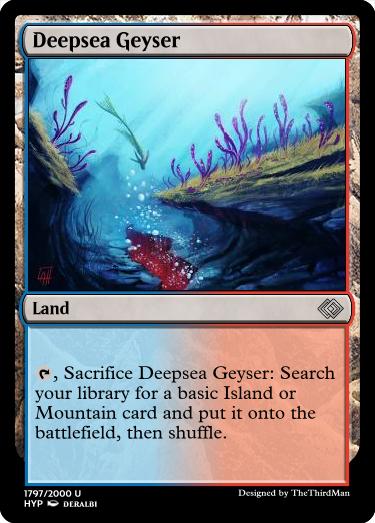 Deepsea Geyser
Land
, Sacrifice Deepsea Geyser: Search
your library for a basic Island or
Mountain card and put it onto the
battlefield, then shuffle.
1797/2000 U
HYP DERALBI
Designed by TheThirdMan